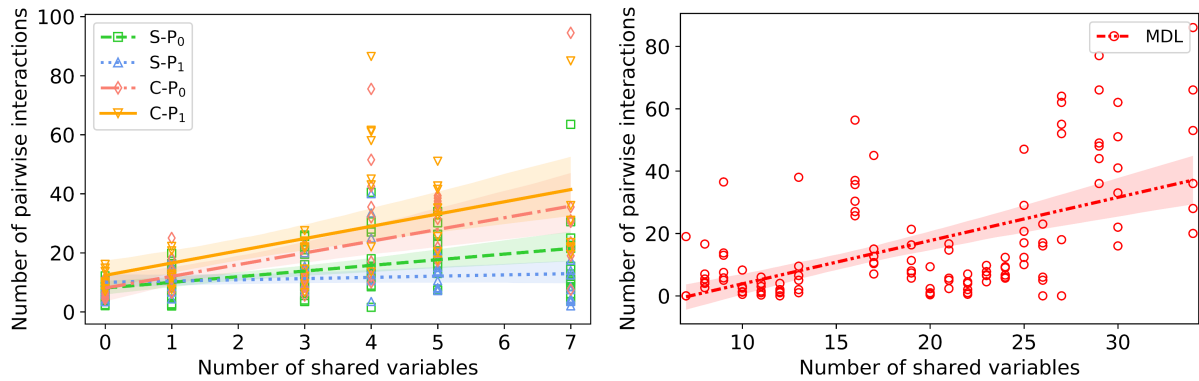 Number of pairwise interactions
100
80
60
40
20
0
S-P₀
S-P₁
C-P₀
C-P₁
0 1 2 3 4 5 6 7
Number of shared variables
Number of pairwise interactions
80
60
40
20
0
MDL
10 15 20 25 30
Number of shared variables